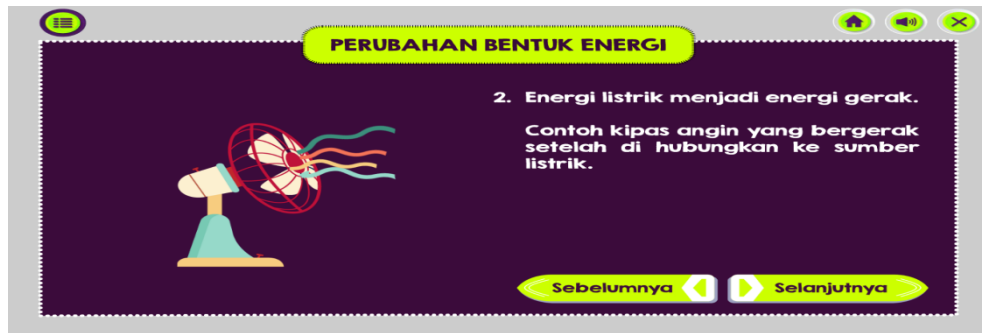 PERUBAHAN BENTUK ENERGI
2. Energi listrik menjadi energi gerak.
Contoh kipas angin yang bergerak
setelah di hubungkan ke sumber
listrik.
Sebelumnya
Selanjutnya